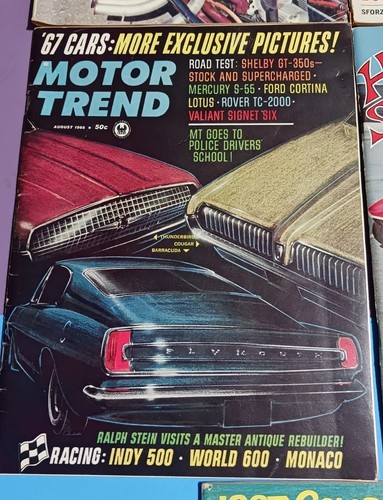 SFORZ
'67 CARS: MORE EXCLUSIVE PICTURES!
MOTOR
TREND
AUGUST 1966 • 50c
ROAD TEST: SHELBY GT-350s—
STOCK AND SUPERCHARGED •
MERCURY S-55 • FORD CORTINA
LOTUS • ROVER TC-2000 •
VALIANT SIGNET SIX
MT GOES TO
POLICE DRIVERS'
SCHOOL!
THUNDERBIRD
COUGAR
BARRACUDA
PLYMOUTH
RALPH STEIN VISITS A MASTER ANTIQUE REBUILDER!
RACING: INDY 500 • WORLD 600 • MONACO